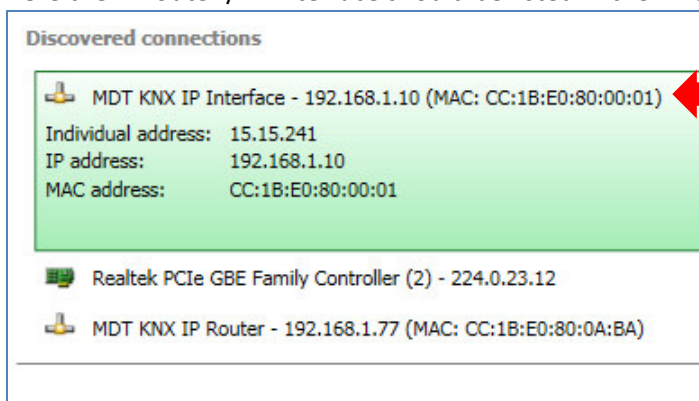 Discovered connections
MDT KNX IP Interface - 192.168.1.10 (MAC: CC:1B:E0:80:00:01)
Individual address: 15.15.241
IP address: 192.168.1.10
MAC address: CC:1B:E0:80:00:01
Realtek PCIe GBE Family Controller (2) - 224.0.23.12
MDT KNX IP Router - 192.168.1.77 (MAC: CC:1B:E0:80:0A:BA)